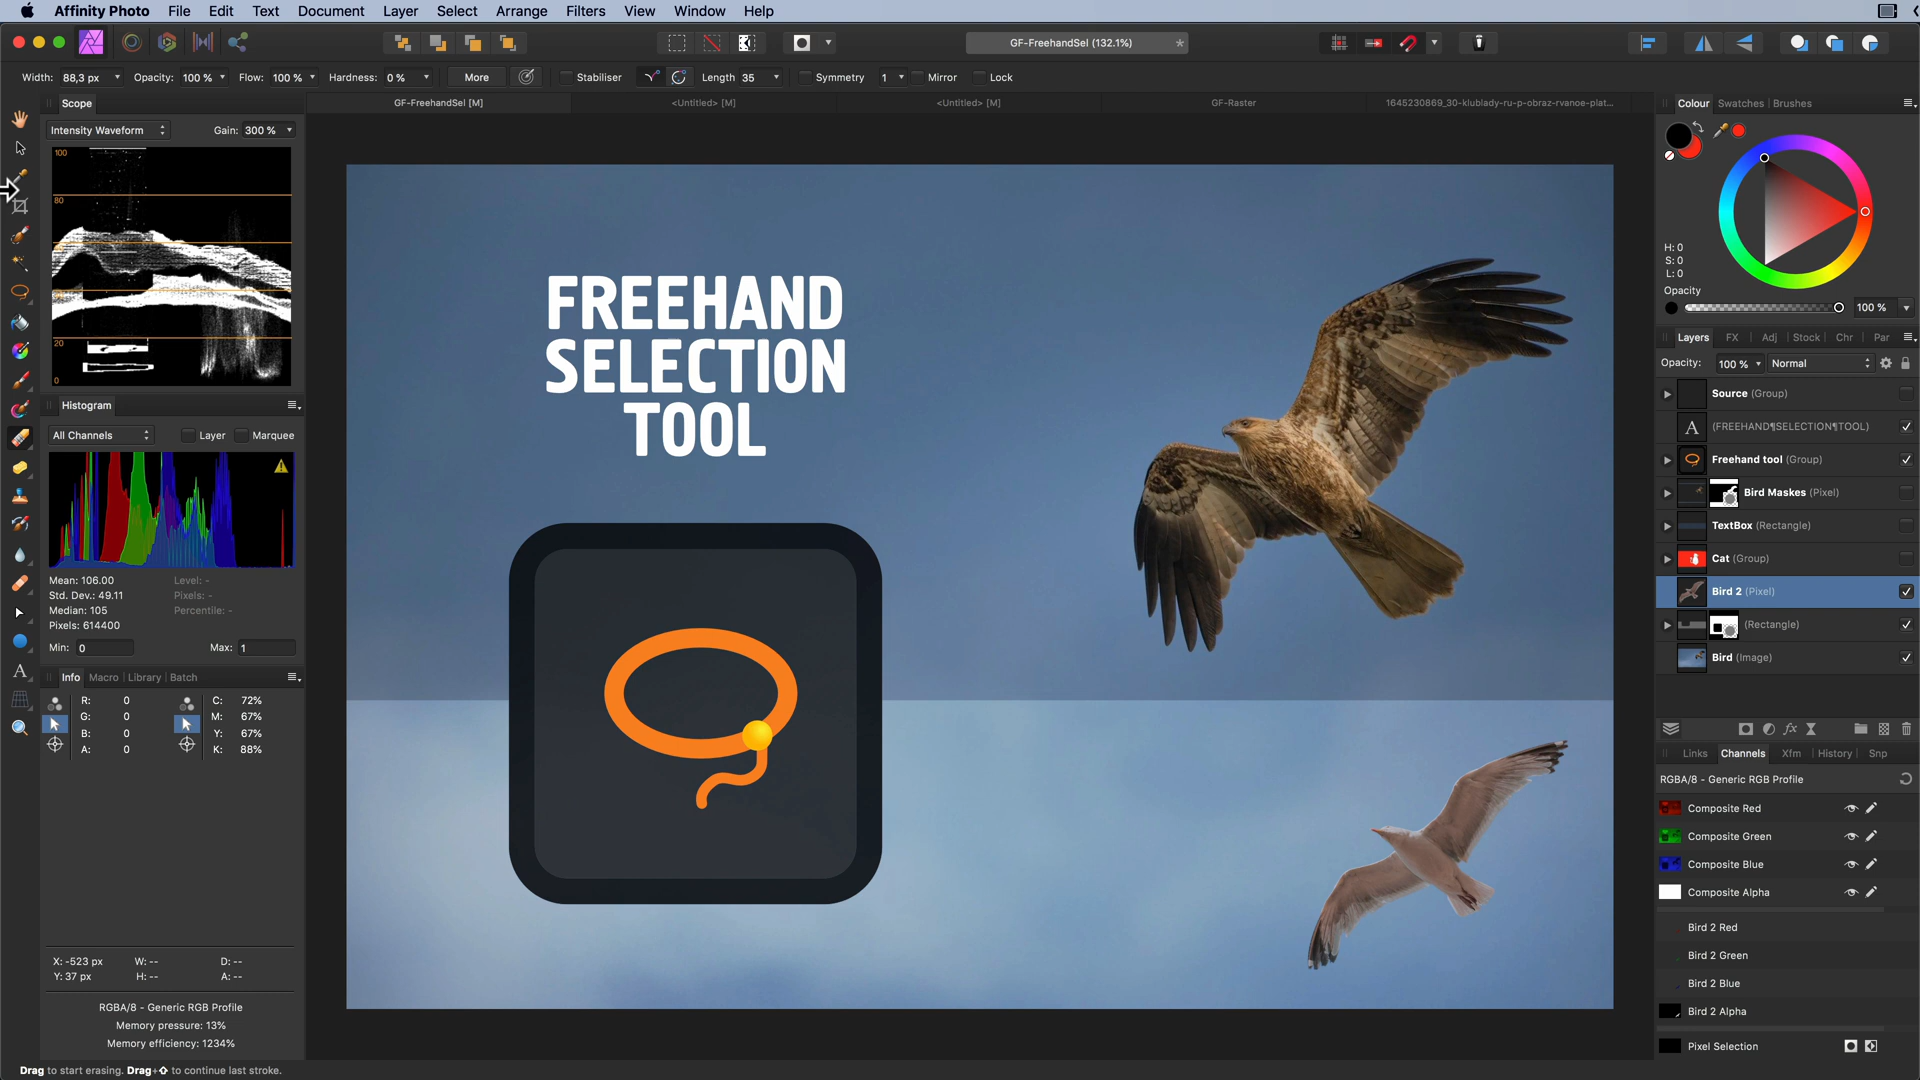 Affinity Photo File Edit Text Document Layer Select Arrange Filters View Window Help
GF-FreehandSel (132.1%)
Width: 88,3 px Opacity: 100 % Flow: 100 % Hardness: 0 % More Stabiliser Length 35 Symmetry 1 Mirror Lock
GF-FreehandSel [M] <Untitled> [M] <Untitled> [M] GF-Raster 1645230869_30-klublady-ru-p-obraz-rvanoe-plat...
Scope
Intensity Waveform Gain: 300 %
100
80
20
0
Histogram
All Channels Layer Marquee
Mean: 106.00 Level: -
Std. Dev.: 49.11 Pixels: -
Median: 105 Percentile: -
Pixels: 614400
Min: 0 Max: 1
Info Macro Library Batch
R: 0 C: 72%
G: 0 M: 67%
B: 0 Y: 67%
A: 0 K: 88%
X: -523 px W: -- D: --
Y: 37 px H: -- A: --
RGBA/8 - Generic RGB Profile
Memory pressure: 13%
Memory efficiency: 1234%
Drag to start erasing. Drag+⇧ to continue last stroke.
FREEHAND
SELECTION
TOOL
Colour Swatches Brushes
H: 0
S: 0
L: 0
Opacity
100 %
Layers FX Adj Stock Chr Par
Opacity: 100 % Normal
Source (Group)
A (FREEHAND¶SELECTION¶TOOL)
Freehand tool (Group)
Bird Maskes (Pixel)
TextBox (Rectangle)
Cat (Group)
Bird 2 (Pixel)
(Rectangle)
Bird (Image)
Links Channels Xfm History Snp
RGBA/8 - Generic RGB Profile
Composite Red
Composite Green
Composite Blue
Composite Alpha
Bird 2 Red
Bird 2 Green
Bird 2 Blue
Bird 2 Alpha
Pixel Selection